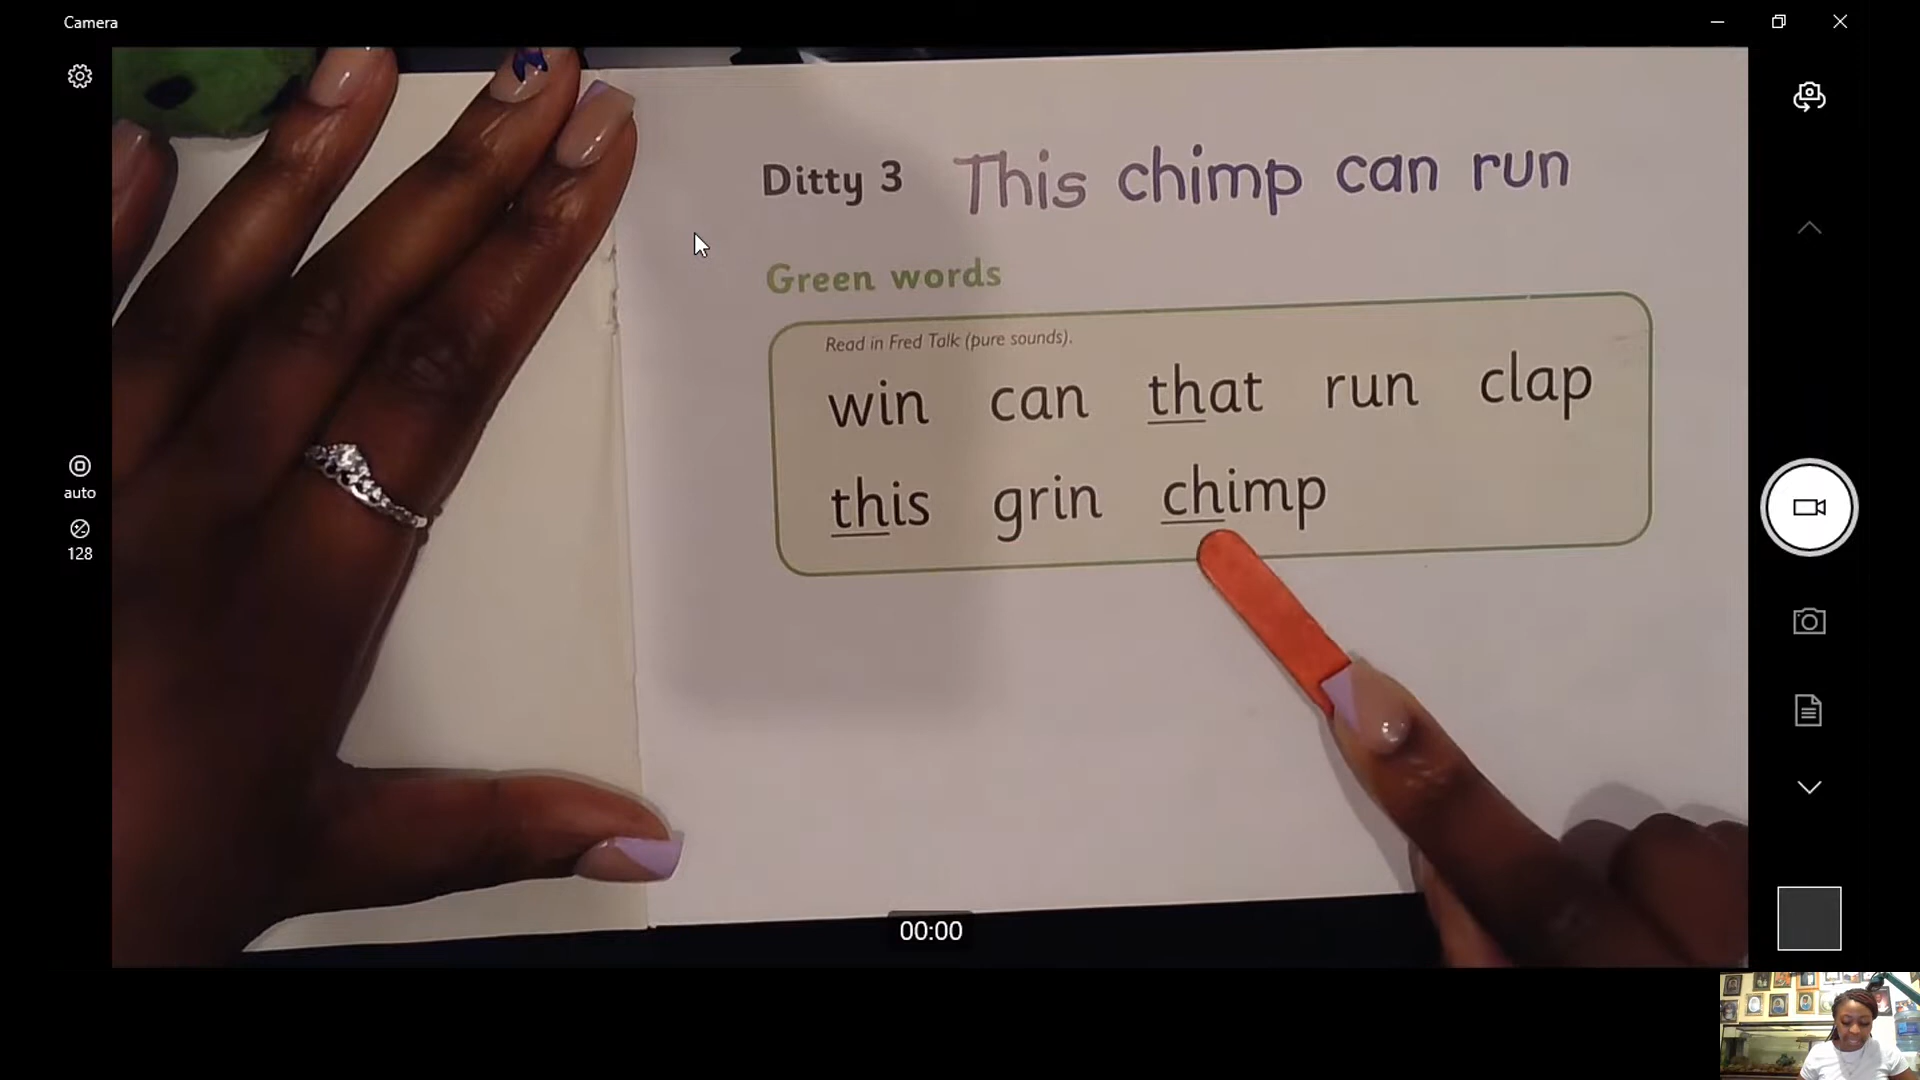 Camera
Ditty 3 This chimp can run
Green words
Read in Fred Talk (pure sounds).
win can that run clap
this grin chimp
auto
128
00:00